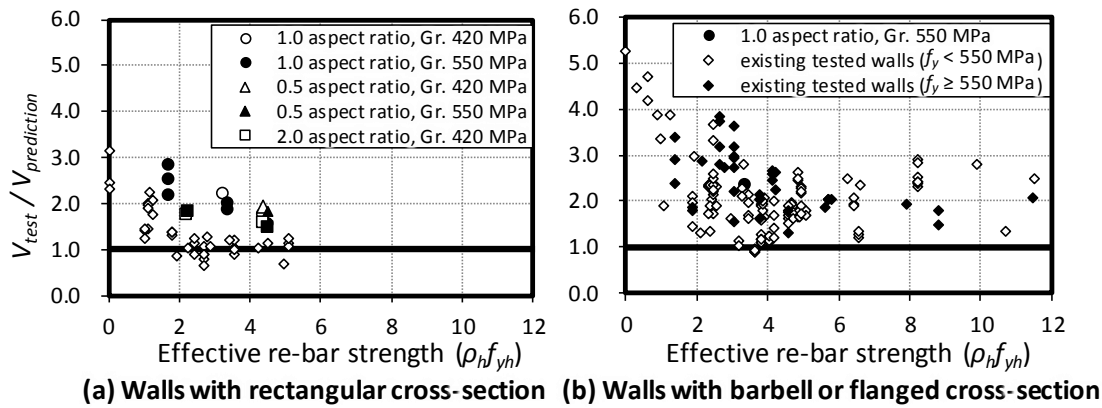 V_test / V_prediction
6.0
5.0
4.0
3.0
2.0
1.0
0.0
0 2 4 6 8 10 12
1.0 aspect ratio, Gr. 420 MPa
1.0 aspect ratio, Gr. 550 MPa
0.5 aspect ratio, Gr. 420 MPa
0.5 aspect ratio, Gr. 550 MPa
2.0 aspect ratio, Gr. 420 MPa
Effective re-bar strength (ρ_h f_yh)
(a) Walls with rectangular cross-section
6.0
5.0
4.0
3.0
2.0
1.0
0.0
0 2 4 6 8 10 12
1.0 aspect ratio, Gr. 550 MPa
existing tested walls (f_y < 550 MPa)
existing tested walls (f_y ≥ 550 MPa)
Effective re-bar strength (ρ_h f_yh)
(b) Walls with barbell or flanged cross-section